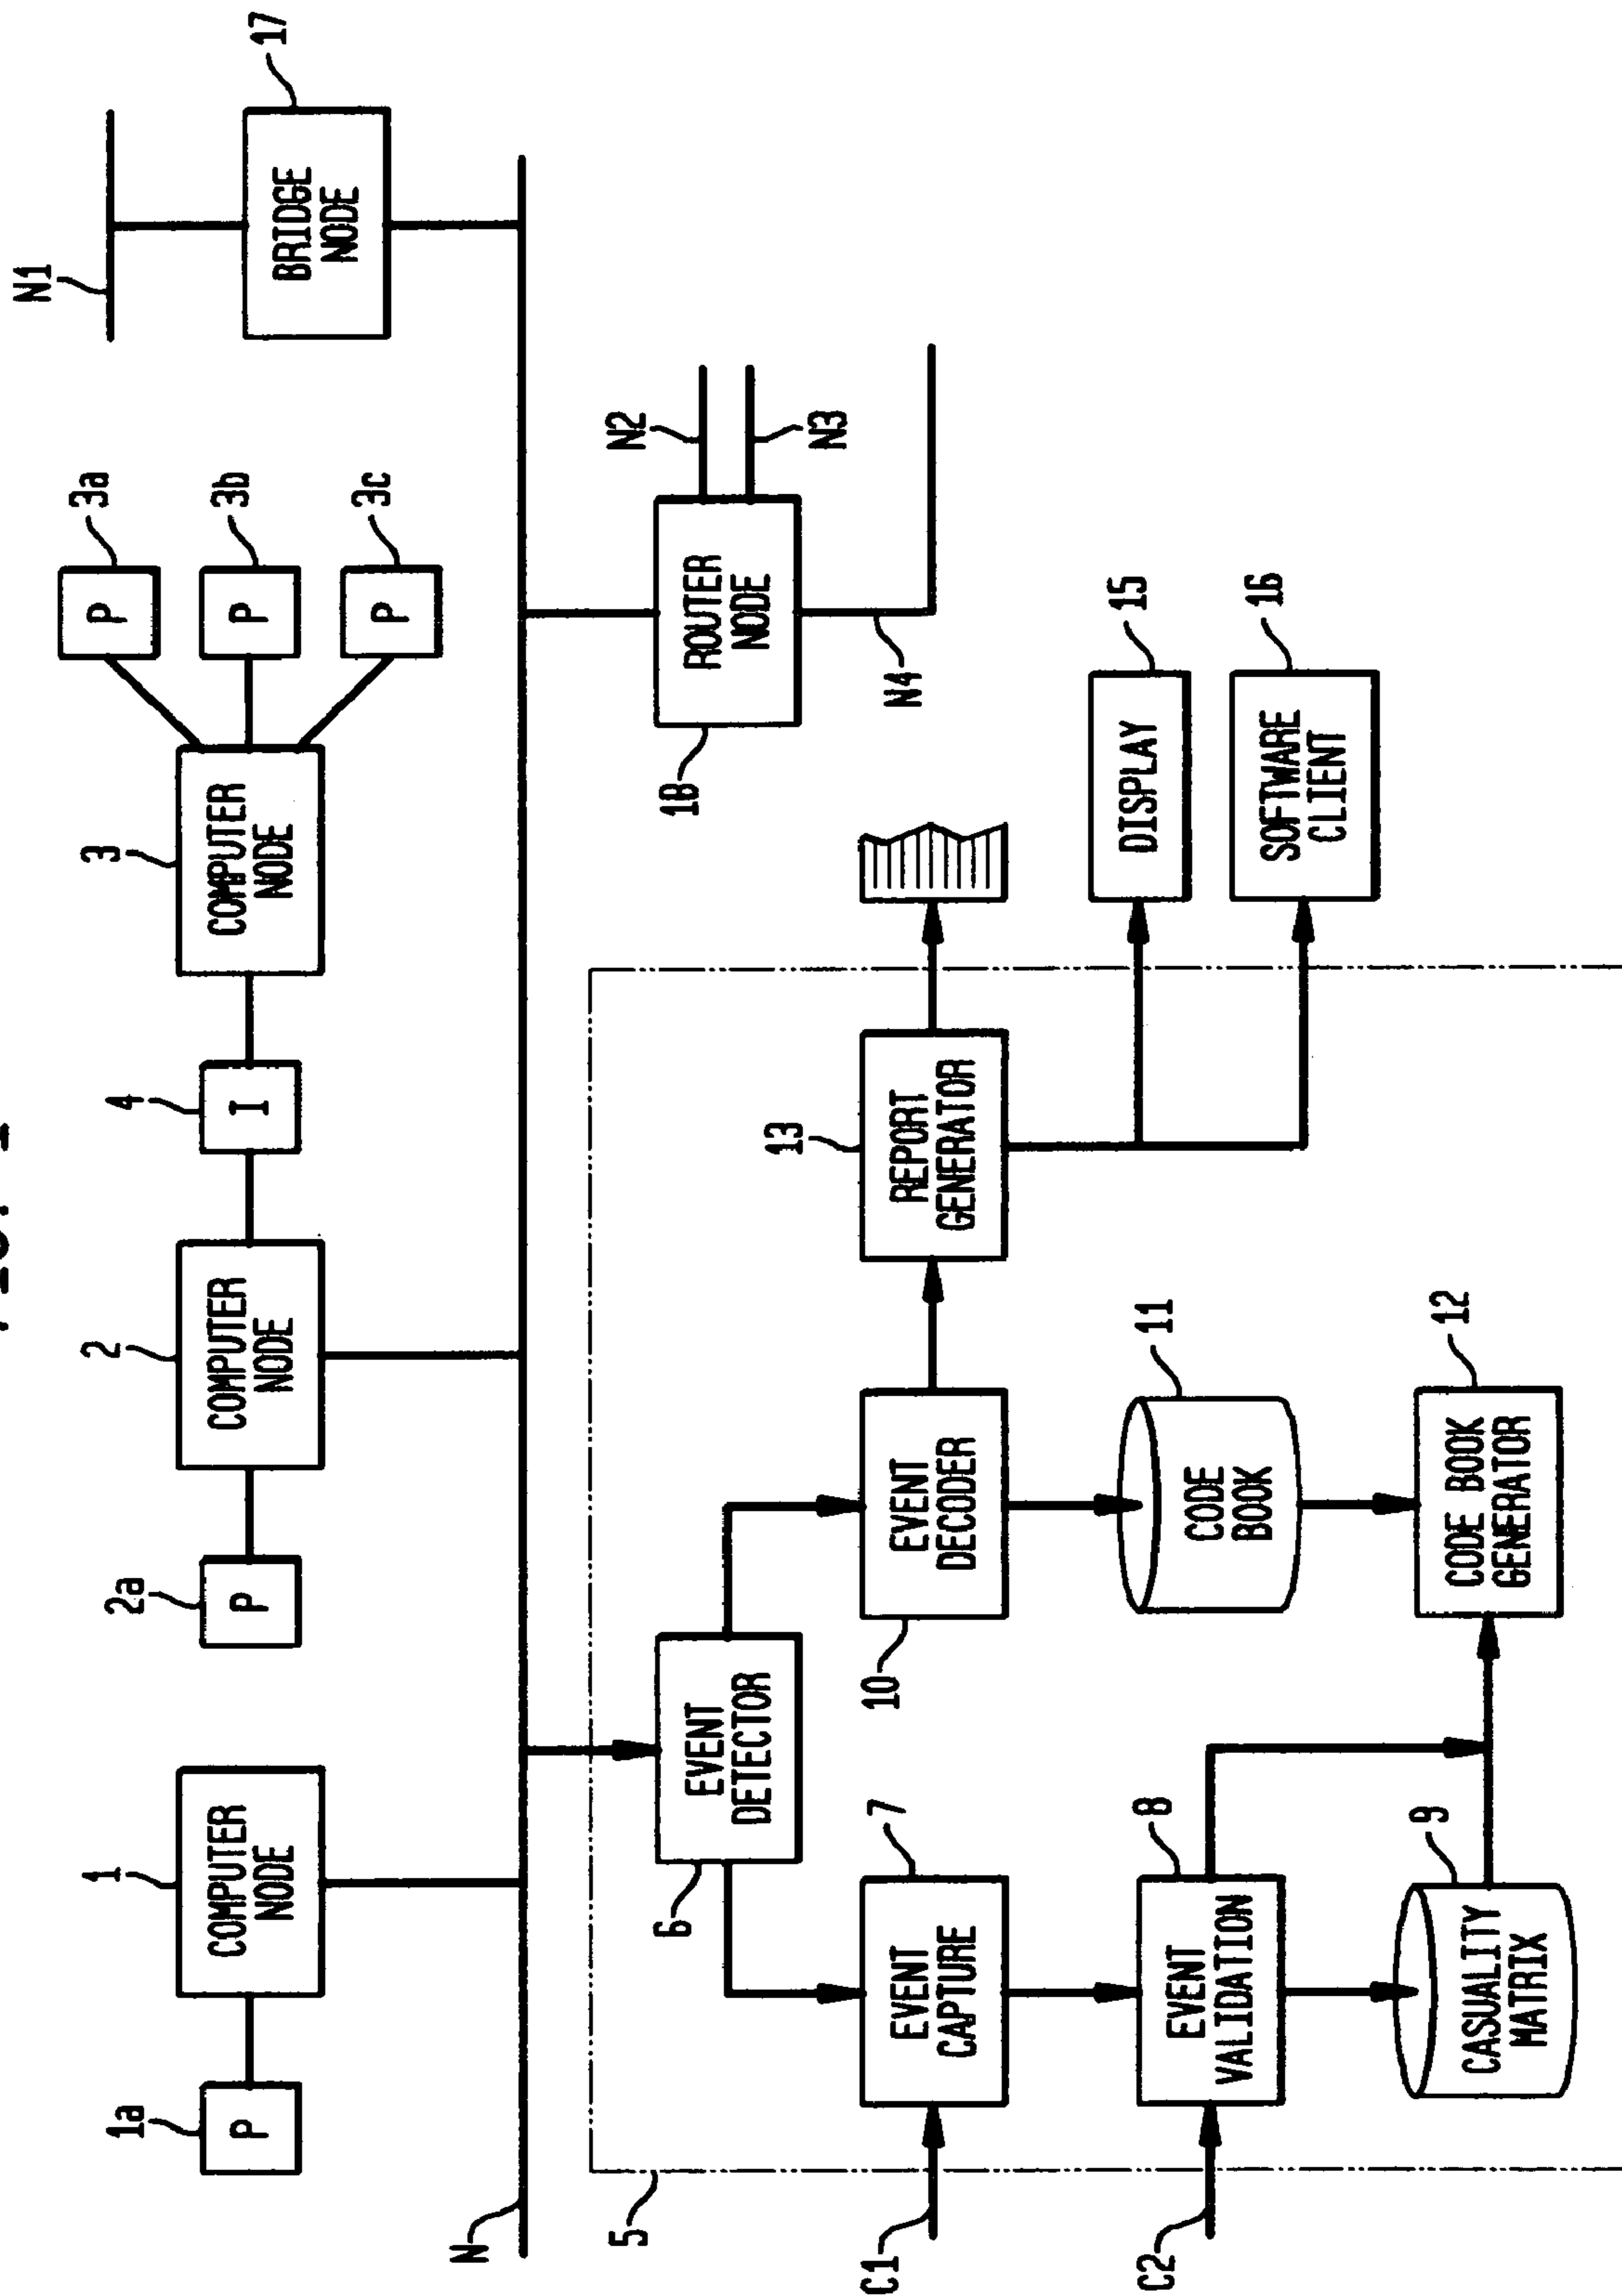 N1
17
BRIDGE
NODE
3a
P
3b
P
3c
P
3
COMPUTER
NODE
4
I
2
COMPUTER
NODE
2a
P
1
COMPUTER
NODE
1a
P
N
N2
N3
ROUTER
NODE
18
N4
5
EVENT
DETECTOR
6
C1
7
EVENT
CAPTURE
C2
8
EVENT
VALIDATION
9
CASUALITY
MATRIX
10
EVENT
DECODER
11
CODE
BOOK
12
CODE BOOK
GENERATOR
13
REPORT
GENERATOR
15
DISPLAY
16
SOFTWARE
CLIENT